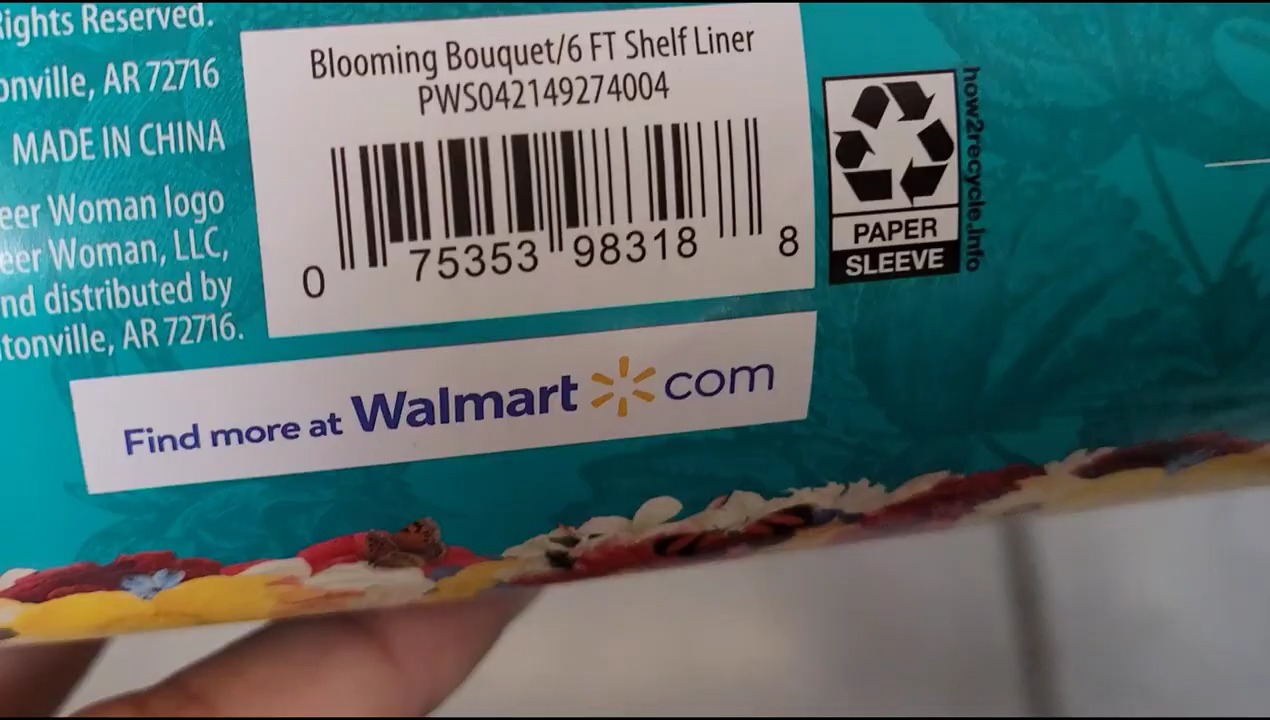 Rights Reserved.
onville, AR 72716
MADE IN CHINA
eer Woman logo
eer Woman, LLC,
nd distributed by
tonville, AR 72716.
Blooming Bouquet/6 FT Shelf Liner
PWS042149274004
0 75353 98318 8
PAPER
SLEEVE
how2recycle.info
Find more at Walmart com